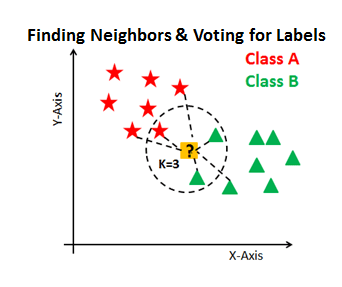 Finding Neighbors & Voting for Labels
Class A
Class B
Y-Axis
?
K=3
X-Axis